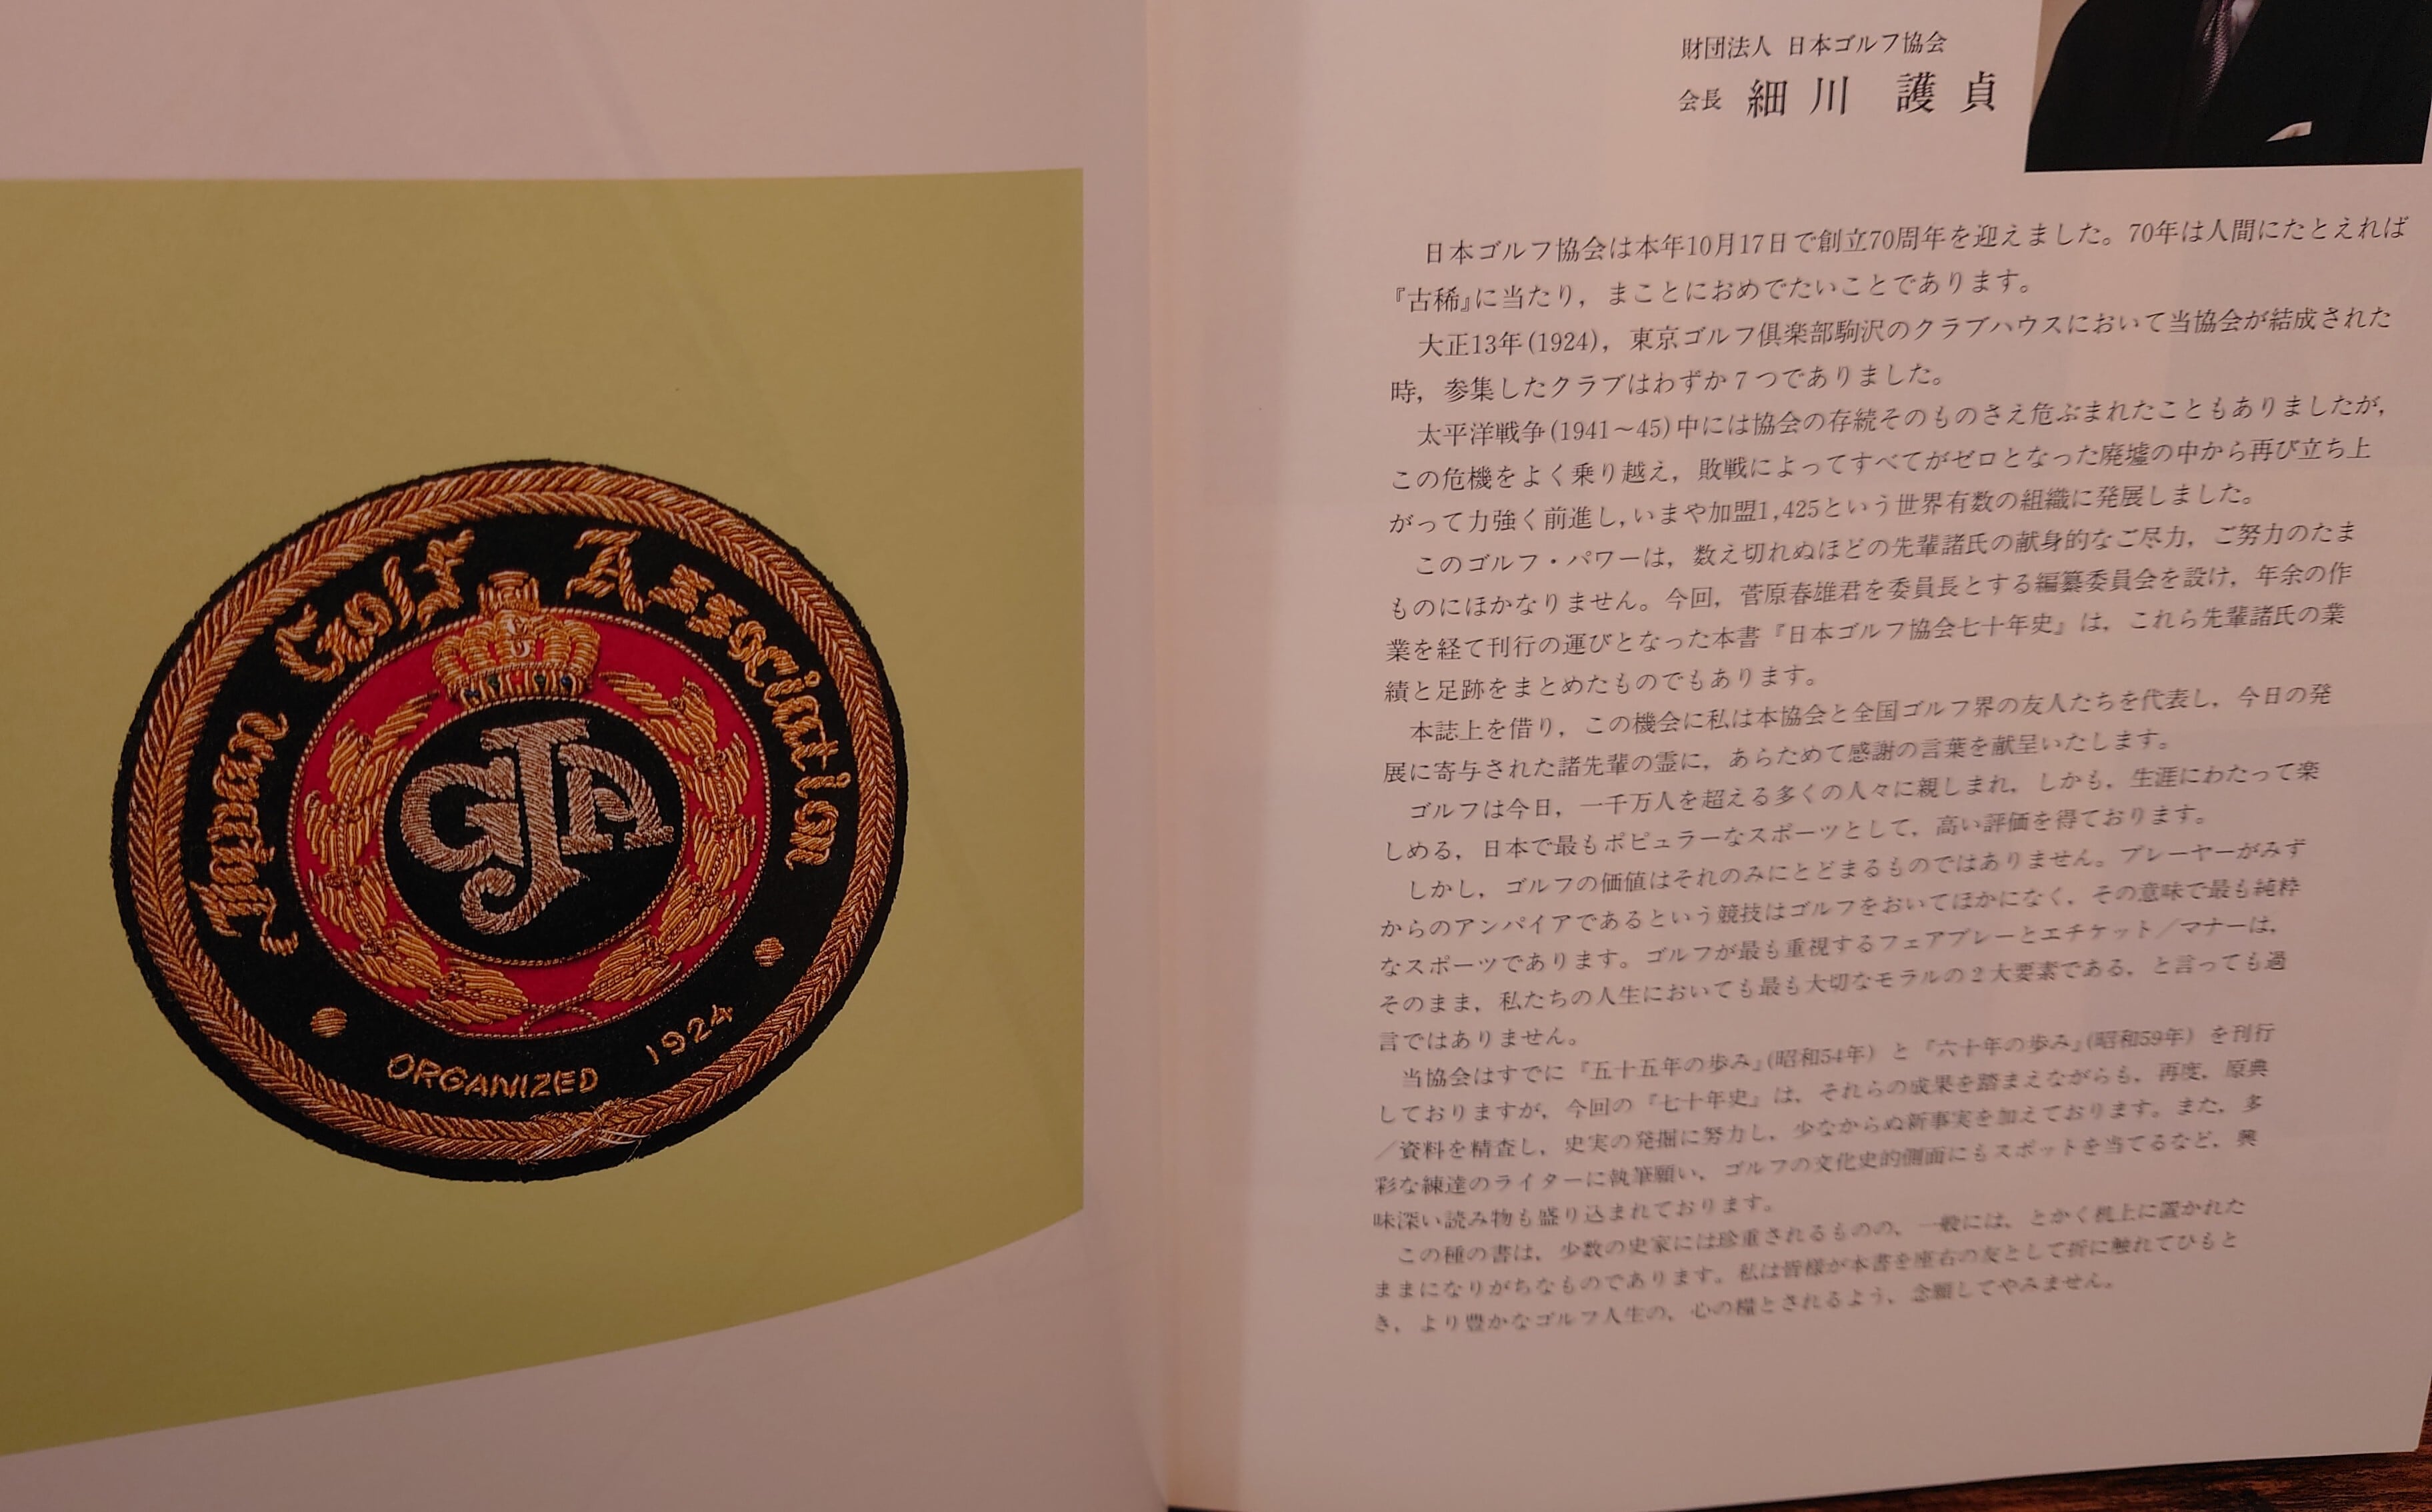 Japan Golf Association
GJA
ORGANIZED 1924
財団法人 日本ゴルフ協会
会長 細川 護貞
日本ゴルフ協会は本年10月17日で創立70周年を迎えました。70年は人間にたとえれば
『古稀』に当たり，まことにおめでたいことであります。
大正13年(1924)，東京ゴルフ倶楽部駒沢のクラブハウスにおいて当協会が結成された
時，参集したクラブはわずか７つでありました。
太平洋戦争(1941〜45)中には協会の存続そのものさえ危ぶまれたこともありましたが，
この危機をよく乗り越え，敗戦によってすべてがゼロとなった廃墟の中から再び立ち上
がって力強く前進し，いまや加盟1,425という世界有数の組織に発展しました。
このゴルフ・パワーは，数え切れぬほどの先輩諸氏の献身的なご尽力，ご努力のたま
ものにほかなりません。今回，菅原春雄君を委員長とする編纂委員会を設け，年余の作
業を経て刊行の運びとなった本書『日本ゴルフ協会七十年史』は，これら先輩諸氏の業
績と足跡をまとめたものでもあります。
本誌上を借り，この機会に私は本協会と全国ゴルフ界の友人たちを代表し，今日の発
展に寄与された諸先輩の霊に，あらためて感謝の言葉を献呈いたします。
ゴルフは今日，一千万人を超える多くの人々に親しまれ，しかも，生涯にわたって楽
しめる，日本で最もポピュラーなスポーツとして，高い評価を得ております。
しかし，ゴルフの価値はそれのみにとどまるものではありません。プレーヤーがみず
からのアンパイアであるという競技はゴルフをおいてほかになく，その意味で最も純粋
なスポーツであります。ゴルフが最も重視するフェアプレーとエチケット／マナーは，
そのまま，私たちの人生においても最も大切なモラルの２大要素である，と言っても過
言ではありません。
当協会はすでに『五十五年の歩み』(昭和54年）と『六十年の歩み』(昭和59年）を刊行
しておりますが，今回の『七十年史』は，それらの成果を踏まえながらも，再度，原典
／資料を精査し，史実の発掘に努力し，少なからぬ新事実を加えております。また，多
彩な練達のライターに執筆願い，ゴルフの文化史的側面にもスポットを当てるなど，興
味深い読み物も盛り込まれております。
この種の書は，少数の史家には珍重されるものの，一般には，とかく机上に置かれた
ままになりがちなものであります。私は皆様が本書を座右の友として折に触れてひもと
き，より豊かなゴルフ人生の，心の糧とされるよう，念願してやみません。